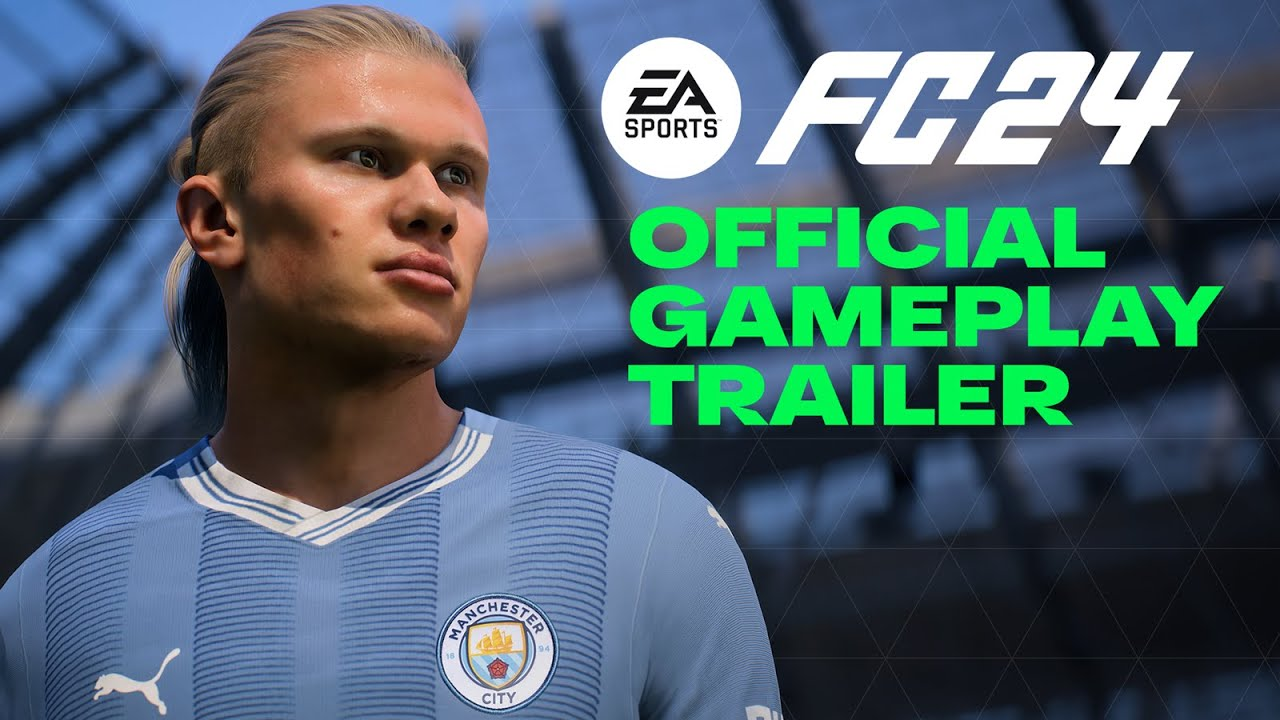 EA
SPORTS
FC24
OFFICIAL
GAMEPLAY
TRAILER
MANCHESTER
18 94
CITY